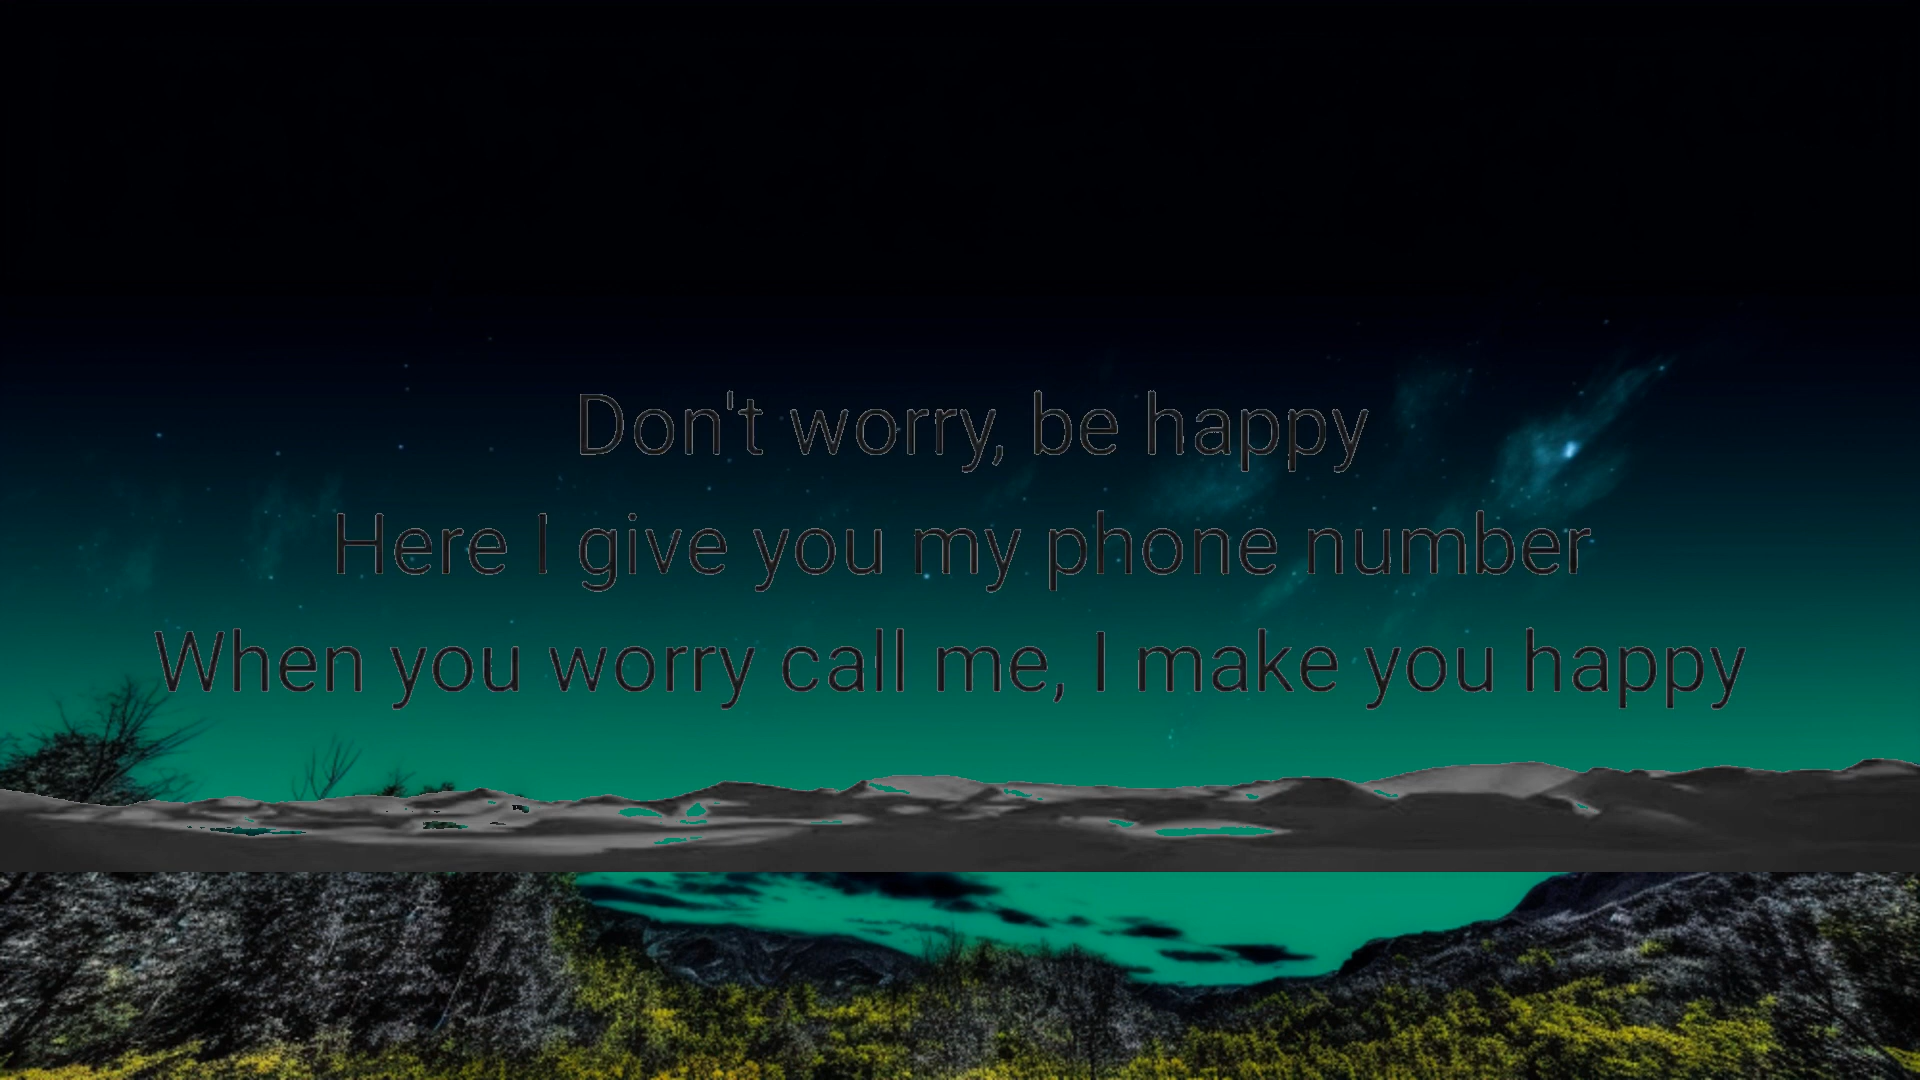 Don't worry, be happy
Here I give you my phone number
When you worry call me, I make you happy